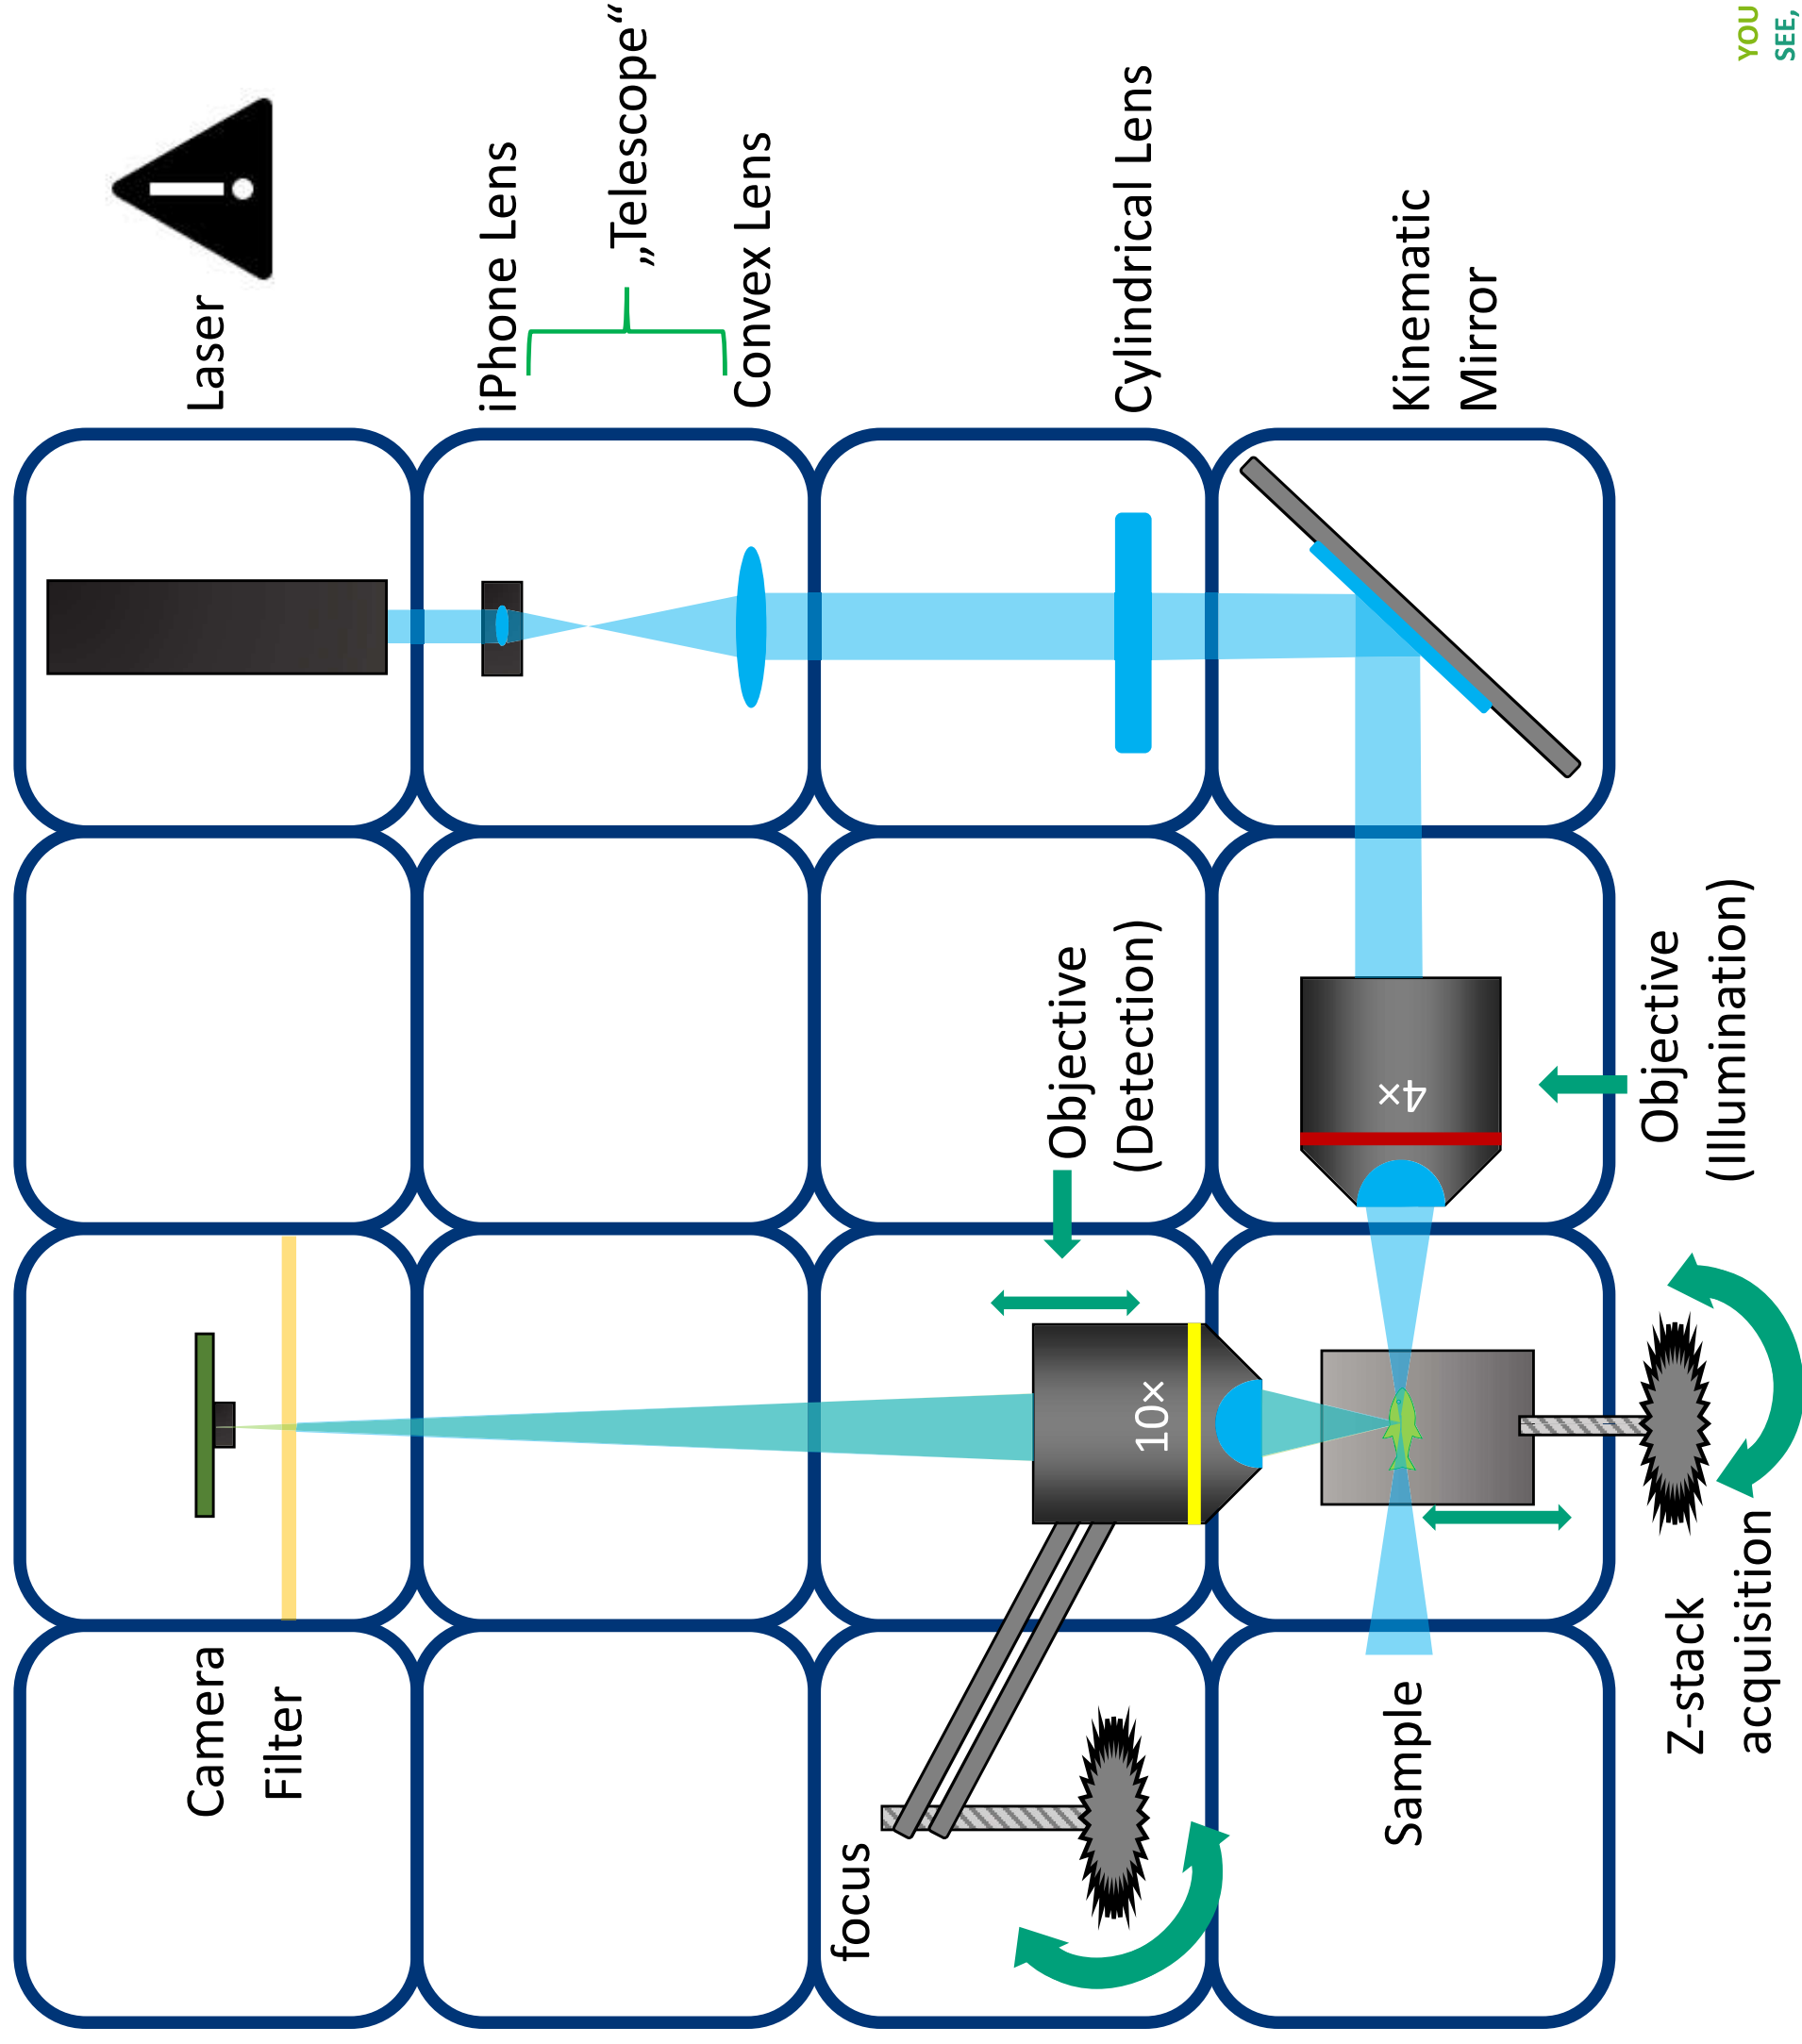 Laser
iPhone Lens
„Telescope“
Convex Lens
Cylindrical Lens
Kinematic
Mirror
Objective
(Detection)
4×
Objective
(Illumination)
Camera
Filter
10×
focus
Sample
Z-stack
acquisition
YOU
SEE,